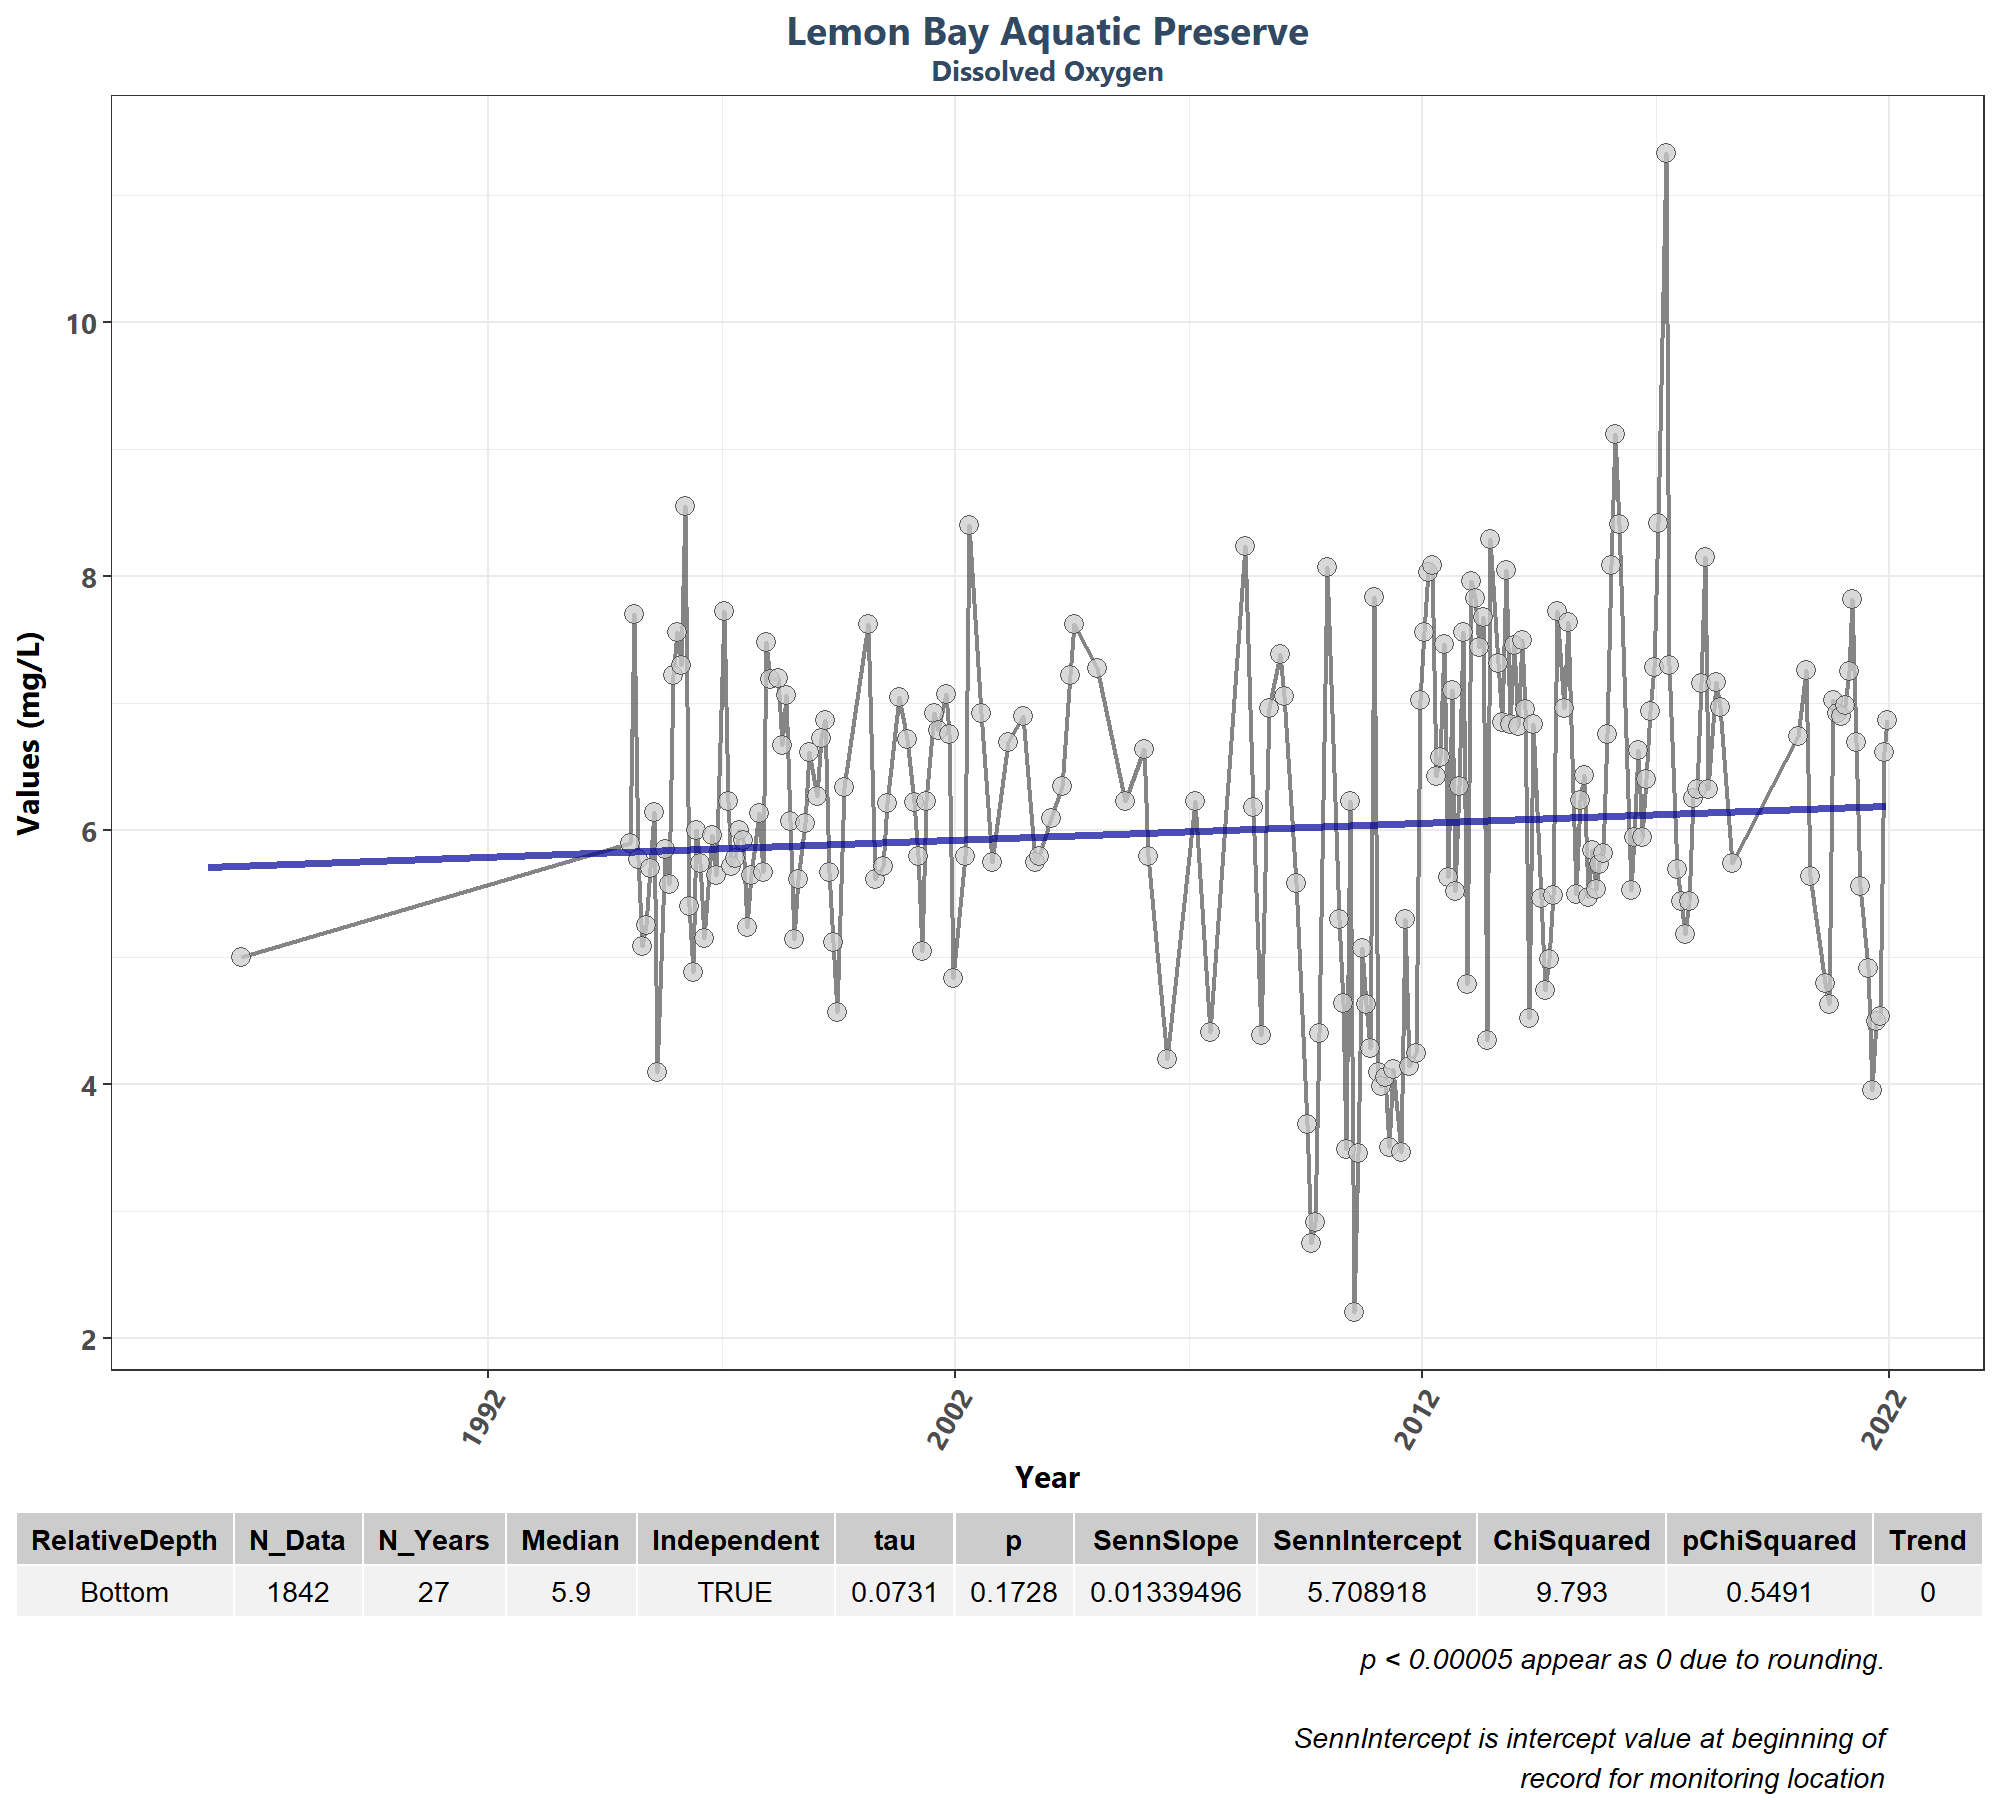 Lemon Bay Aquatic Preserve
Dissolved Oxygen
Values (mg/L)
10
8
6
4
2
1992 2002 2012 2022
Year
RelativeDepth N_Data N_Years Median Independent tau p SennSlope SennIntercept ChiSquared pChiSquared Trend
Bottom 1842 27 5.9 TRUE 0.0731 0.1728 0.01339496 5.708918 9.793 0.5491 0
p < 0.00005 appear as 0 due to rounding.
SennIntercept is intercept value at beginning of
record for monitoring location